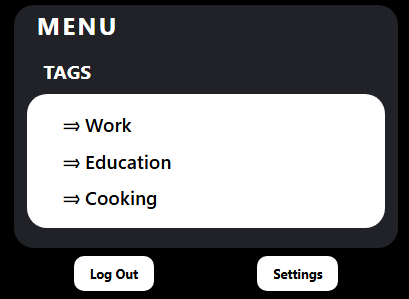 MENU
TAGS
⇒ Work
⇒ Education
⇒ Cooking
Log Out Settings